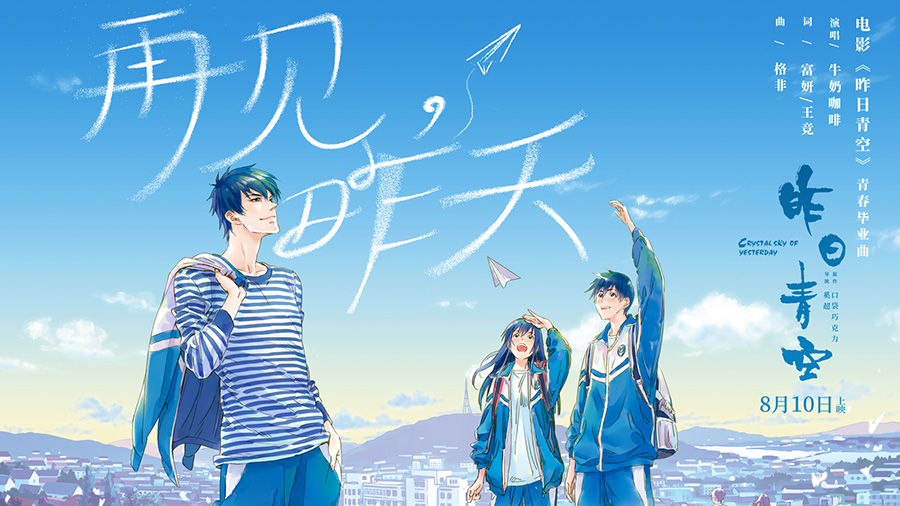 再见，
昨天
电影《昨日青空》青春毕业曲
演唱/牛奶咖啡
词/富妍/王竞
曲/格非
昨日青空
CRYSTAL SKY OF
YESTERDAY
原作 口袋巧克力
导演 奚超
8月10日上映